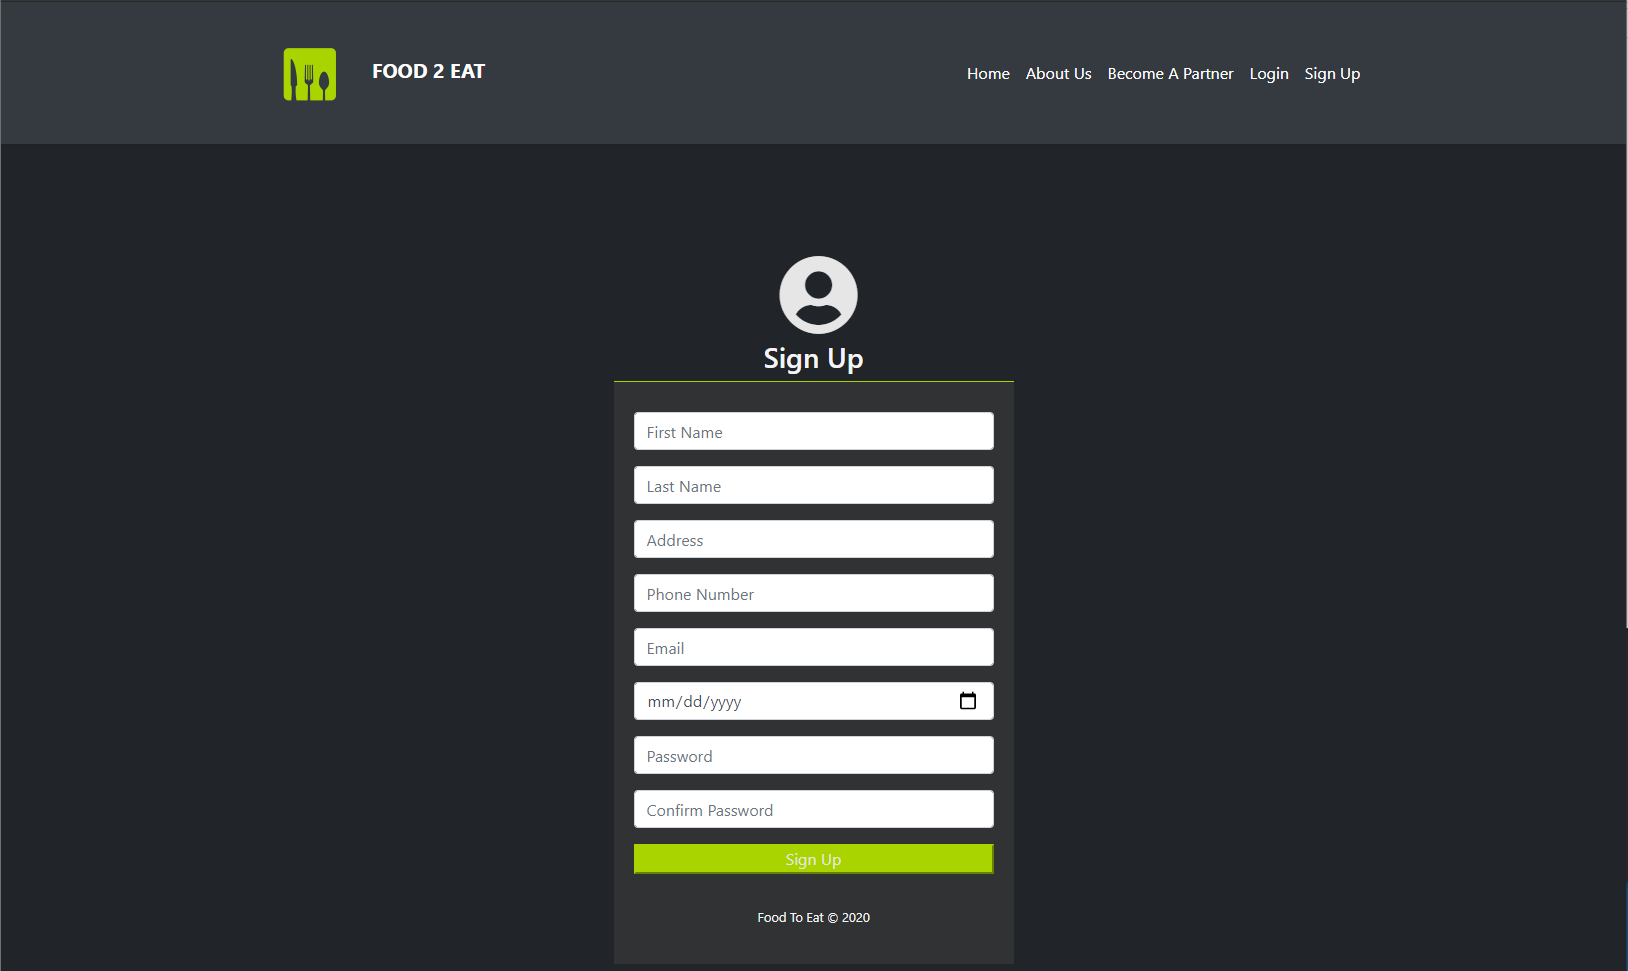 FOOD 2 EAT
Home About Us Become A Partner Login Sign Up
Sign Up
First Name
Last Name
Address
Phone Number
Email
mm/dd/yyyy
Password
Confirm Password
Sign Up
Food To Eat © 2020